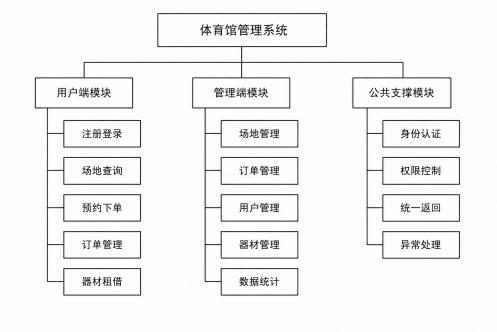 体育馆管理系统
用户端模块
管理端模块
公共支撑模块
注册登录
场地管理
身份认证
场地查询
订单管理
权限控制
预约下单
用户管理
统一返回
订单管理
器材管理
异常处理
器材租借
数据统计